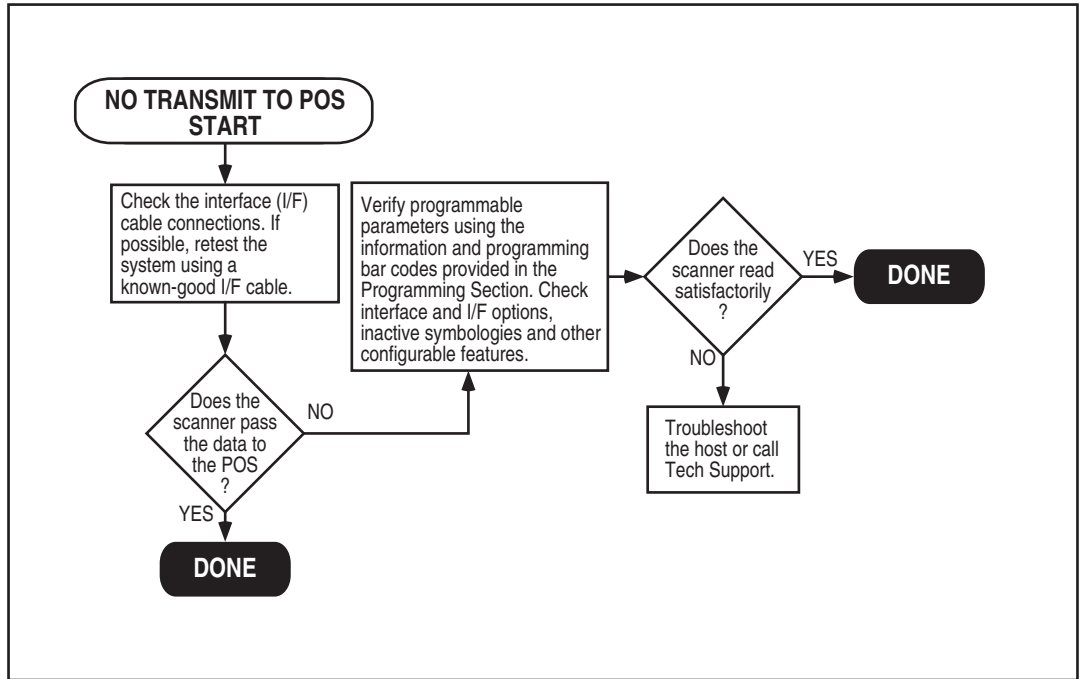 NO TRANSMIT TO POS
START
Check the interface (I/F)
cable connections. If
possible, retest the
system using a
known-good I/F cable.
Does the
scanner pass
the data to
the POS
?
NO
YES
DONE
Verify programmable
parameters using the
information and programming
bar codes provided in the
Programming Section. Check
interface and I/F options,
inactive symbologies and other
configurable features.
Does the
scanner read
satisfactorily
?
YES
DONE
NO
Troubleshoot
the host or call
Tech Support.